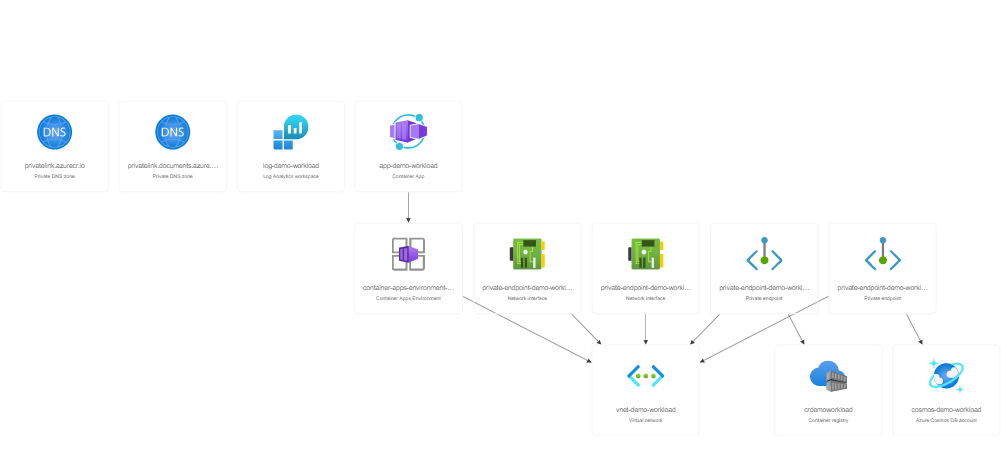 DNS
DNS
privatelink.azurecr.io
Private DNS zone
privatelink.documents.azure....
Private DNS zone
log-demo-workload
Log Analytics workspace
app-demo-workload
Container App
container-apps-environment-...
Container Apps Environment
private-endpoint-demo-workl...
Network interface
private-endpoint-demo-workl...
Network interface
private-endpoint-demo-workl...
Private endpoint
private-endpoint-demo-workl...
Private endpoint
vnet-demo-workload
Virtual network
crdemoworkload
Container registry
cosmos-demo-workload
Azure Cosmos DB account